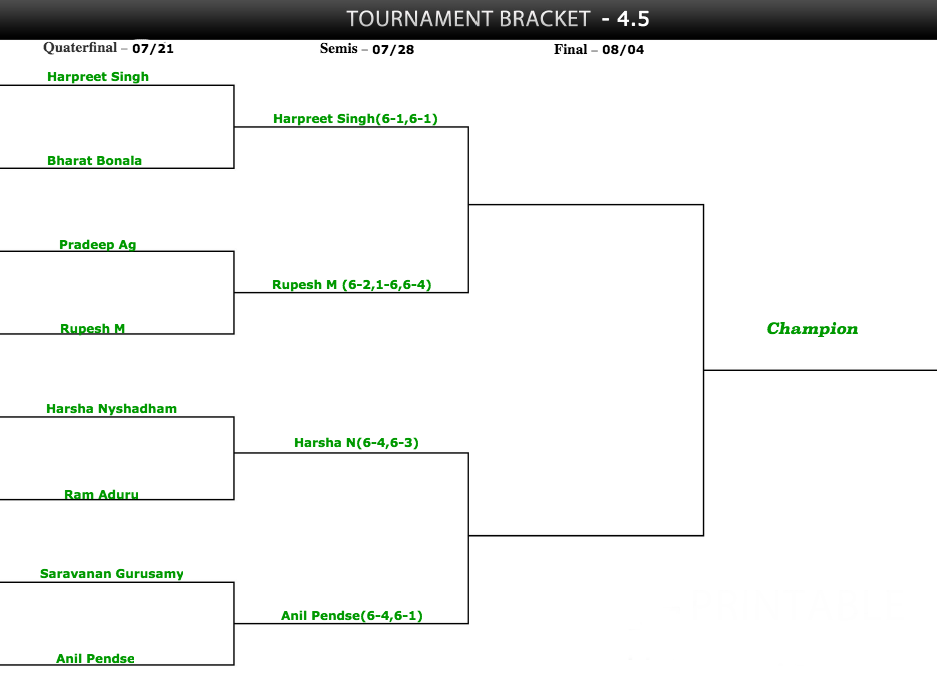 TOURNAMENT BRACKET - 4.5
Quaterfinal – 07/21
Semis – 07/28
Final – 08/04
Harpreet Singh
Harpreet Singh(6-1,6-1)
Bharat Bonala
Pradeep Ag
Rupesh M (6-2,1-6,6-4)
Rupesh M
Champion
Harsha Nyshadham
Harsha N(6-4,6-3)
Ram Aduru
Saravanan Gurusamy
Anil Pendse(6-4,6-1)
Anil Pendse